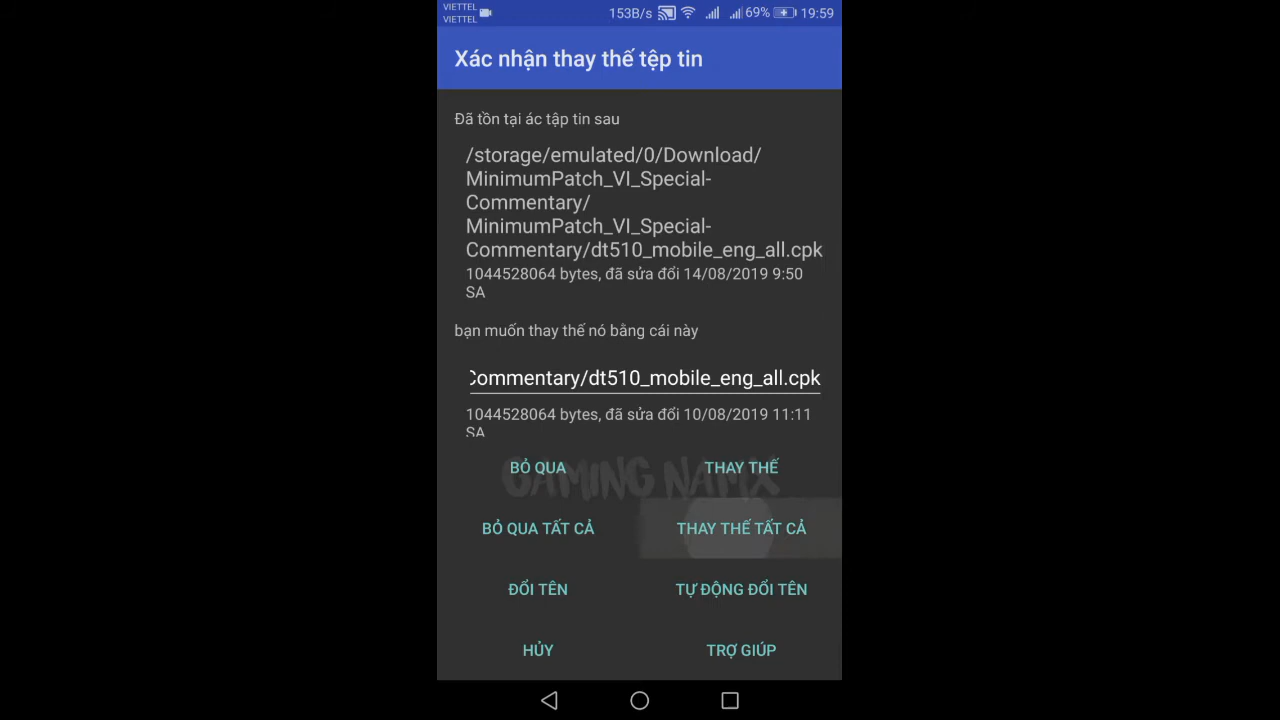 VIETTEL
VIETTEL
153B/s 69% 19:59
Xác nhận thay thế tệp tin
Đã tồn tại ác tập tin sau
/storage/emulated/0/Download/
MinimumPatch_VI_Special-
Commentary/
MinimumPatch_VI_Special-
Commentary/dt510_mobile_eng_all.cpk
1044528064 bytes, đã sửa đổi 14/08/2019 9:50
SA
bạn muốn thay thế nó bằng cái này
Commentary/dt510_mobile_eng_all.cpk
1044528064 bytes, đã sửa đổi 10/08/2019 11:11
SA
GAMING NAMX
BỎ QUA THAY THẾ
BỎ QUA TẤT CẢ THAY THẾ TẤT CẢ
ĐỔI TÊN TỰ ĐỘNG ĐỔI TÊN
HỦY TRỢ GIÚP